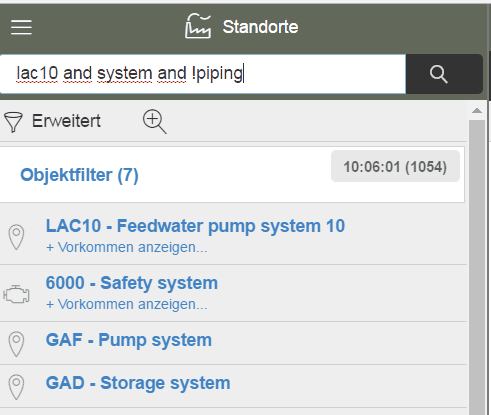 Standorte
lac10 and system and !piping
Erweitert
Objektfilter (7)
10:06:01 (1054)
LAC10 - Feedwater pump system 10
+ Vorkommen anzeigen...
6000 - Safety system
+ Vorkommen anzeigen...
GAF - Pump system
GAD - Storage system